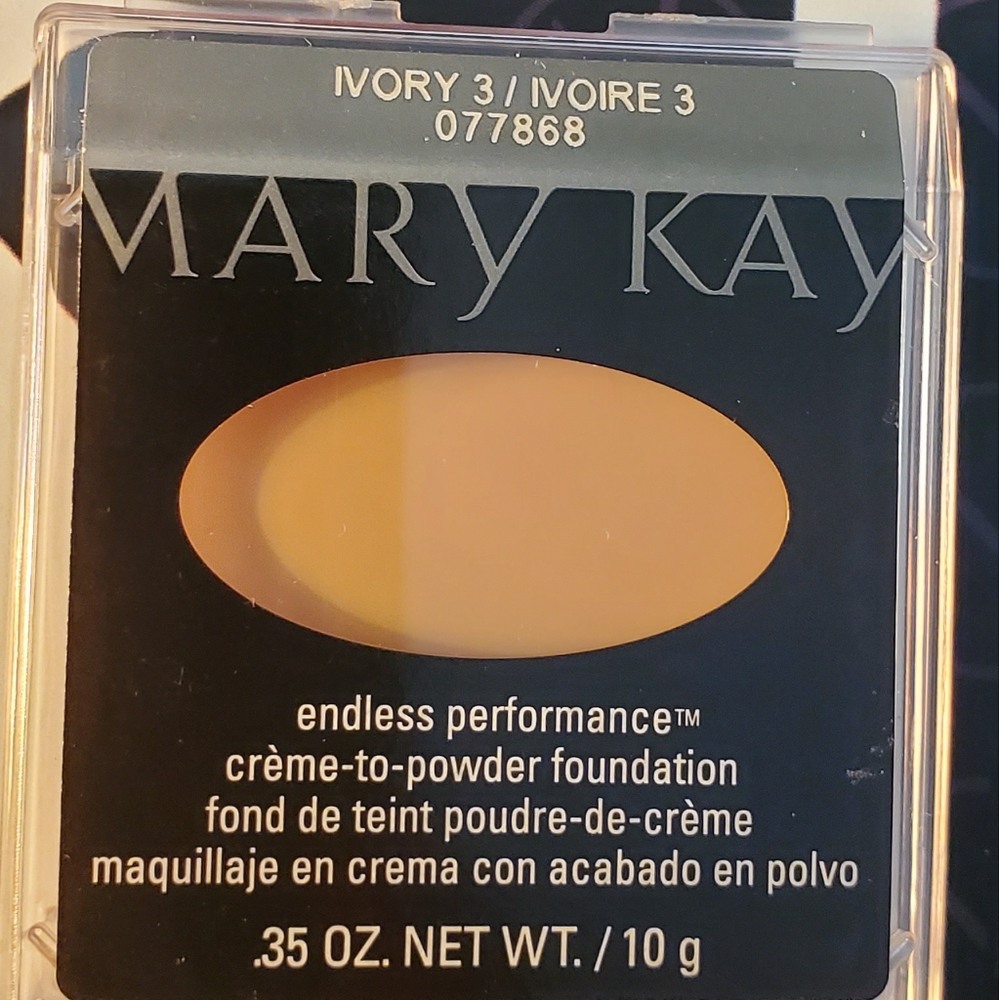 IVORY 3 / IVOIRE 3
077868
MARY KAY
endless performance™
crème-to-powder foundation
fond de teint poudre-de-crème
maquillaje en crema con acabado en polvo
.35 OZ. NET WT. / 10 g